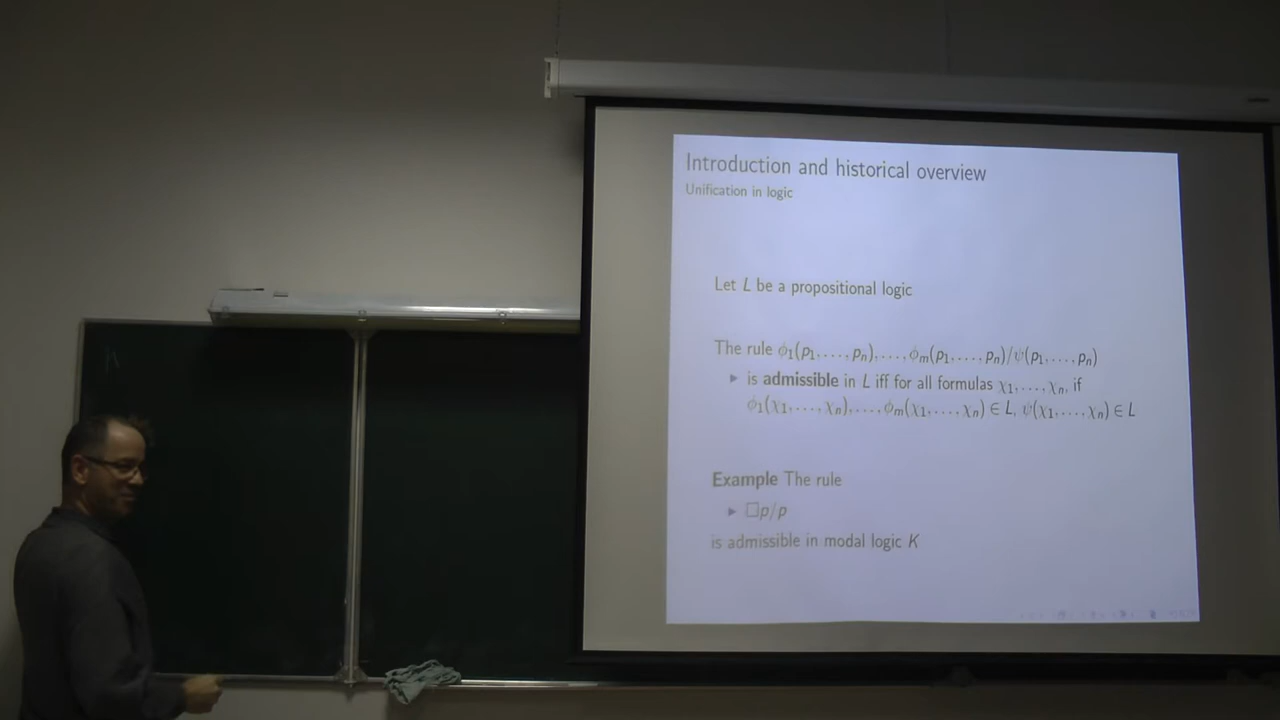 Introduction and historical overview
Unification in logic
Let L be a propositional logic
The rule ϕ₁(p₁, . . . , pₙ), . . . , ϕₘ(p₁, . . . , pₙ)/ψ(p₁, . . . , pₙ)
▶ is admissible in L iff for all formulas χ₁, . . . , χₙ, if
ϕ₁(χ₁, . . . , χₙ), . . . , ϕₘ(χ₁, . . . , χₙ) ∈ L, ψ(χ₁, . . . , χₙ) ∈ L
Example The rule
▶ □p/p
is admissible in modal logic K